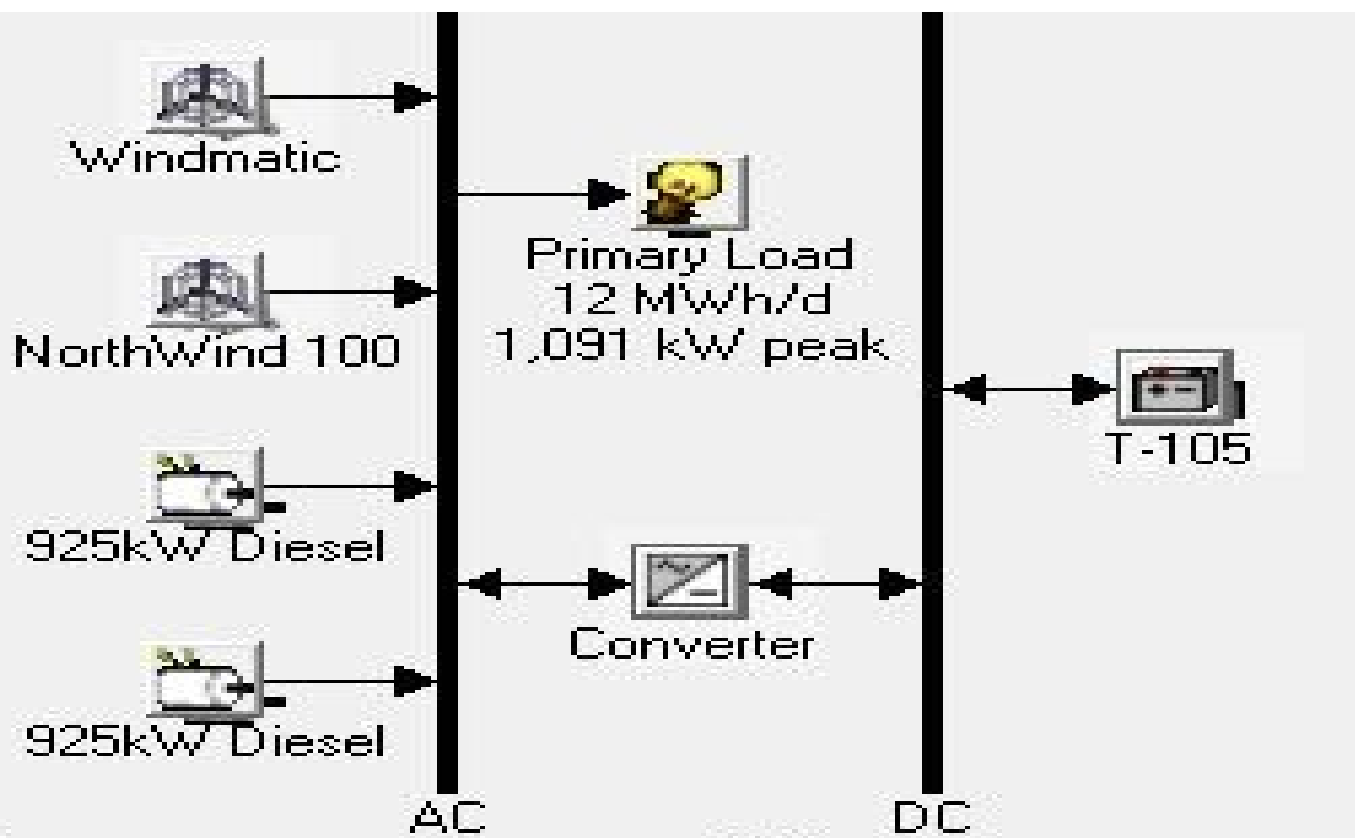 Windmatic
NorthWind 100
925kW Diesel
925kW Diesel
Primary Load
12 MWh/d
1,091 kW peak
Converter
T-105
AC
DC